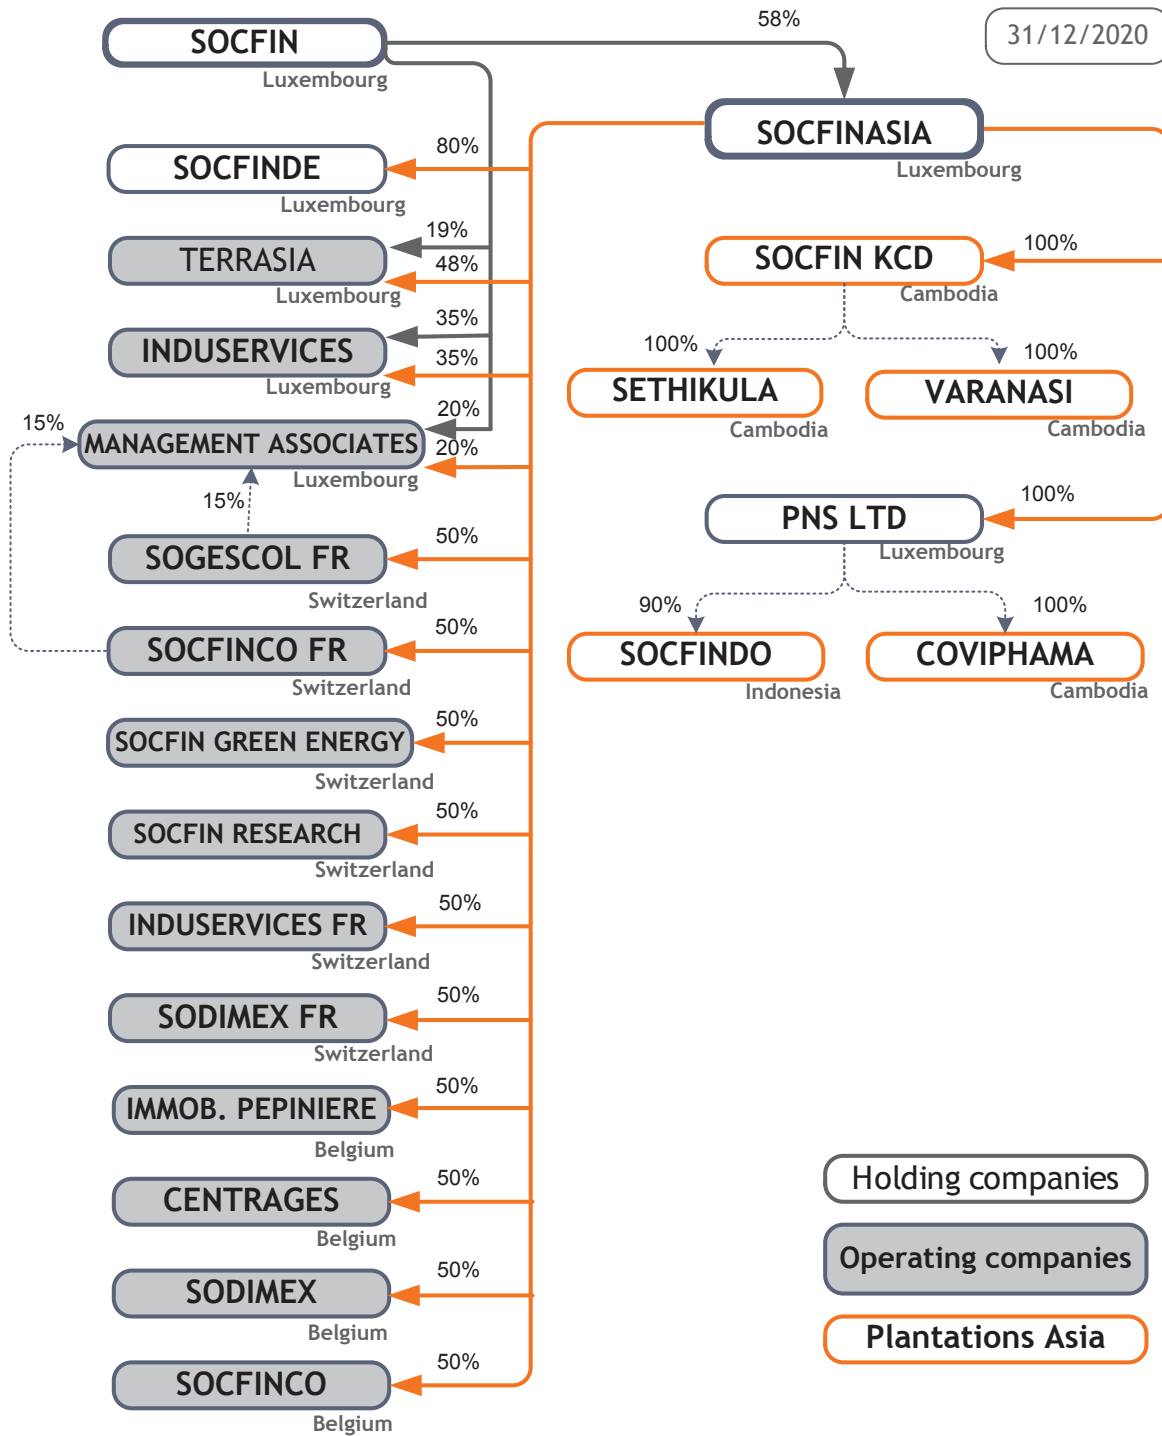 SOCFIN
Luxembourg
58%
31/12/2020
SOCFINASIA
Luxembourg
80%
SOCFINDE
Luxembourg
19%
TERRASIA
48%
Luxembourg
35%
INDUSERVICES
35%
Luxembourg
20%
15%
MANAGEMENT ASSOCIATES
20%
Luxembourg
15%
50%
SOGESCOL FR
Switzerland
50%
SOCFINCO FR
Switzerland
50%
SOCFIN GREEN ENERGY
Switzerland
50%
SOCFIN RESEARCH
Switzerland
50%
INDUSERVICES FR
Switzerland
50%
SODIMEX FR
Switzerland
50%
IMMOB. PEPINIERE
Belgium
50%
CENTRAGES
Belgium
50%
SODIMEX
Belgium
50%
SOCFINCO
Belgium
100%
SOCFIN KCD
Cambodia
100%
SETHIKULA
Cambodia
100%
VARANASI
Cambodia
100%
PNS LTD
Luxembourg
90%
SOCFINDO
Indonesia
100%
COVIPHAMA
Cambodia
Holding companies
Operating companies
Plantations Asia